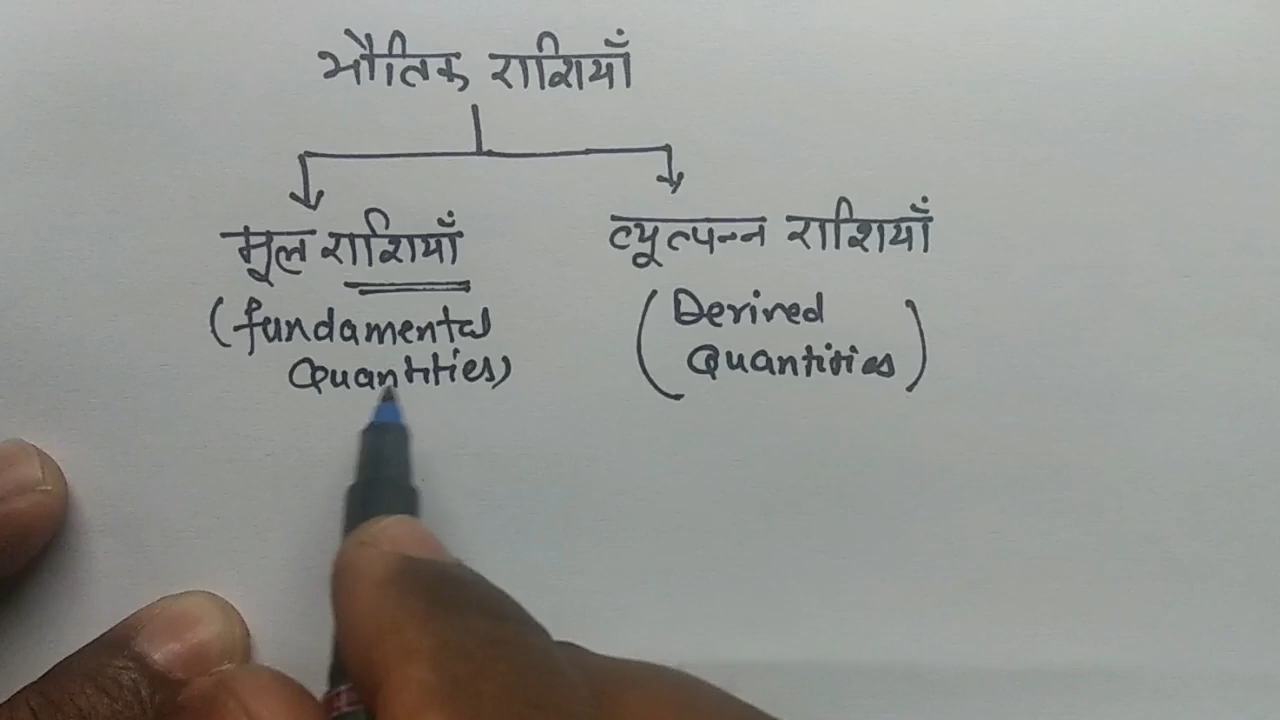 भौतिक राशियाँ
मूल राशियाँ
(fundamental
Quantities)
व्यूत्पन्न राशियाँ
(Derived
Quantities)